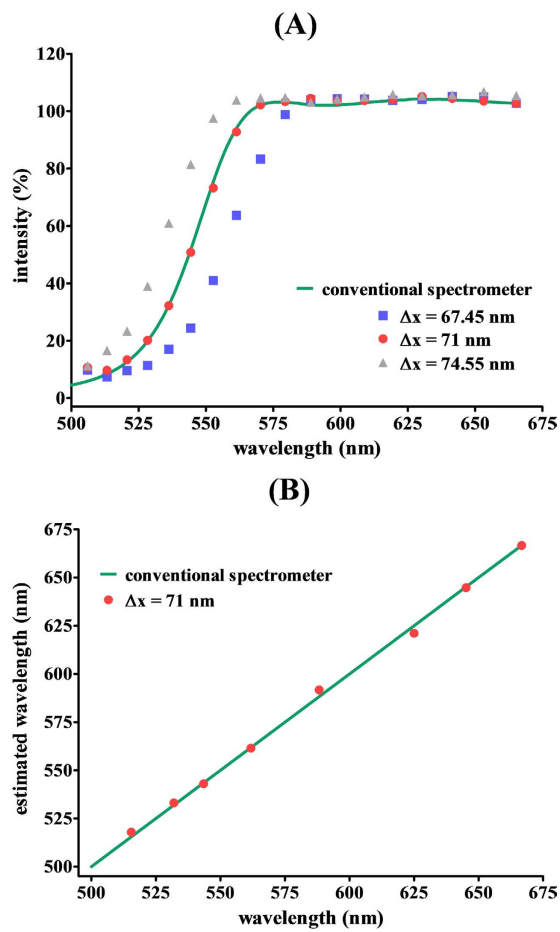 (A)
120
100
80
60
40
20
0
intensity (%)
conventional spectrometer
Δx = 67.45 nm
Δx = 71 nm
Δx = 74.55 nm
500 525 550 575 600 625 650 675
wavelength (nm)
(B)
675
650
625
600
575
550
525
500
estimated wavelength (nm)
conventional spectrometer
Δx = 71 nm
500 525 550 575 600 625 650 675
wavelength (nm)